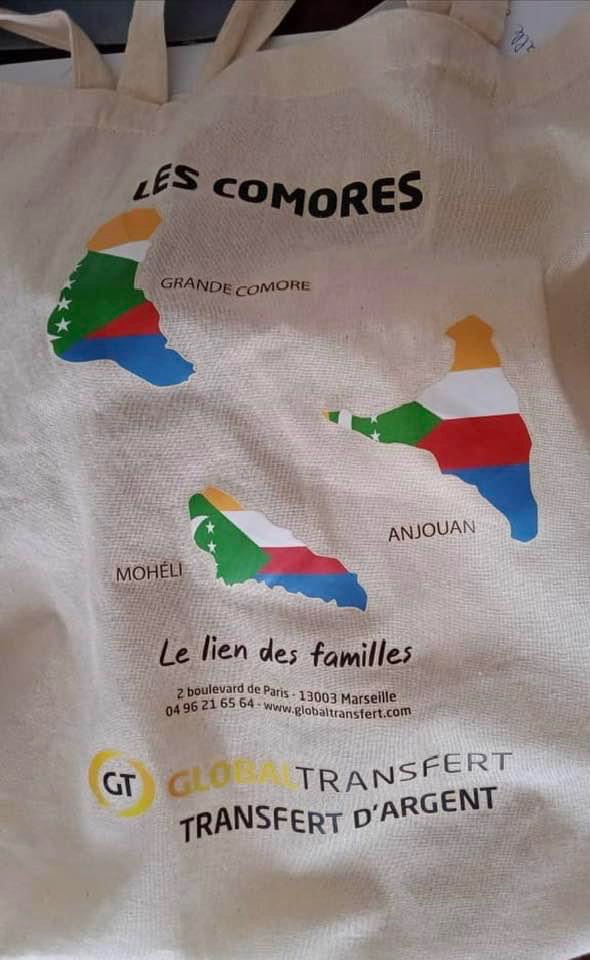 LES COMORES
GRANDE COMORE
ANJOUAN
MOHÉLI
Le lien des familles
2 boulevard de Paris - 13003 Marseille
04 96 21 65 64 - www.globaltransfert.com
GT GLOBALTRANSFERT
TRANSFERT D'ARGENT